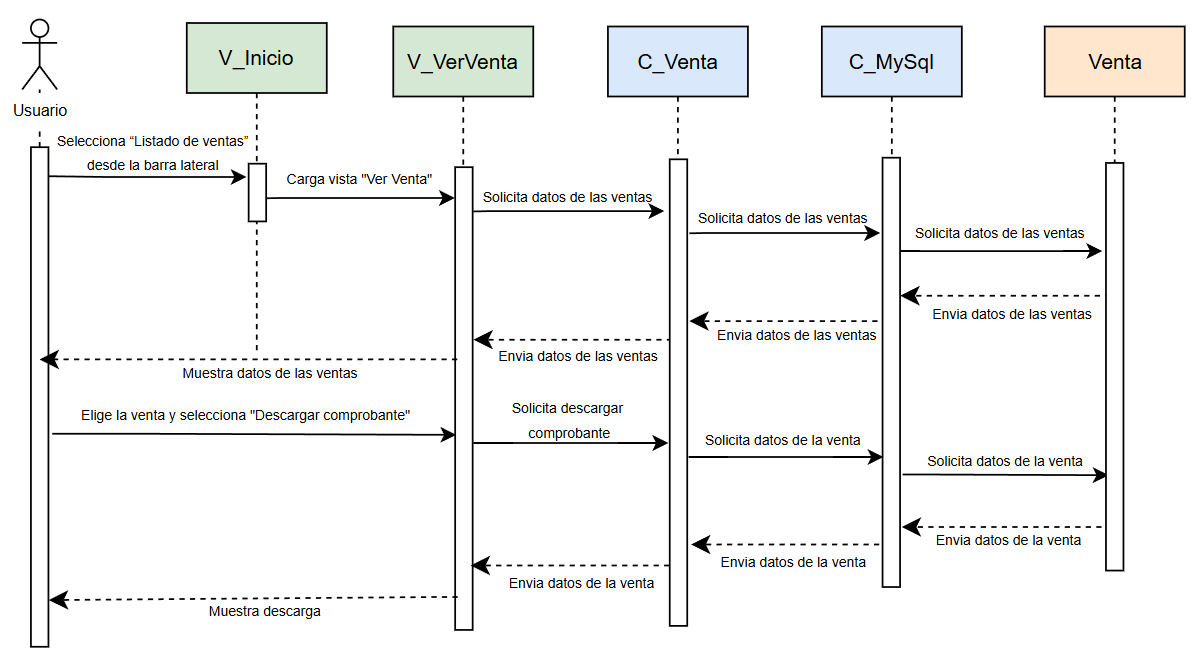 V_Inicio
V_VerVenta
C_Venta
C_MySql
Venta
Usuario
Selecciona “Listado de ventas”
desde la barra lateral
Carga vista "Ver Venta"
Solicita datos de las ventas
Solicita datos de las ventas
Solicita datos de las ventas
Envia datos de las ventas
Envia datos de las ventas
Envia datos de las ventas
Muestra datos de las ventas
Elige la venta y selecciona "Descargar comprobante"
Solicita descargar
comprobante
Solicita datos de la venta
Solicita datos de la venta
Envia datos de la venta
Envia datos de la venta
Envia datos de la venta
Muestra descarga